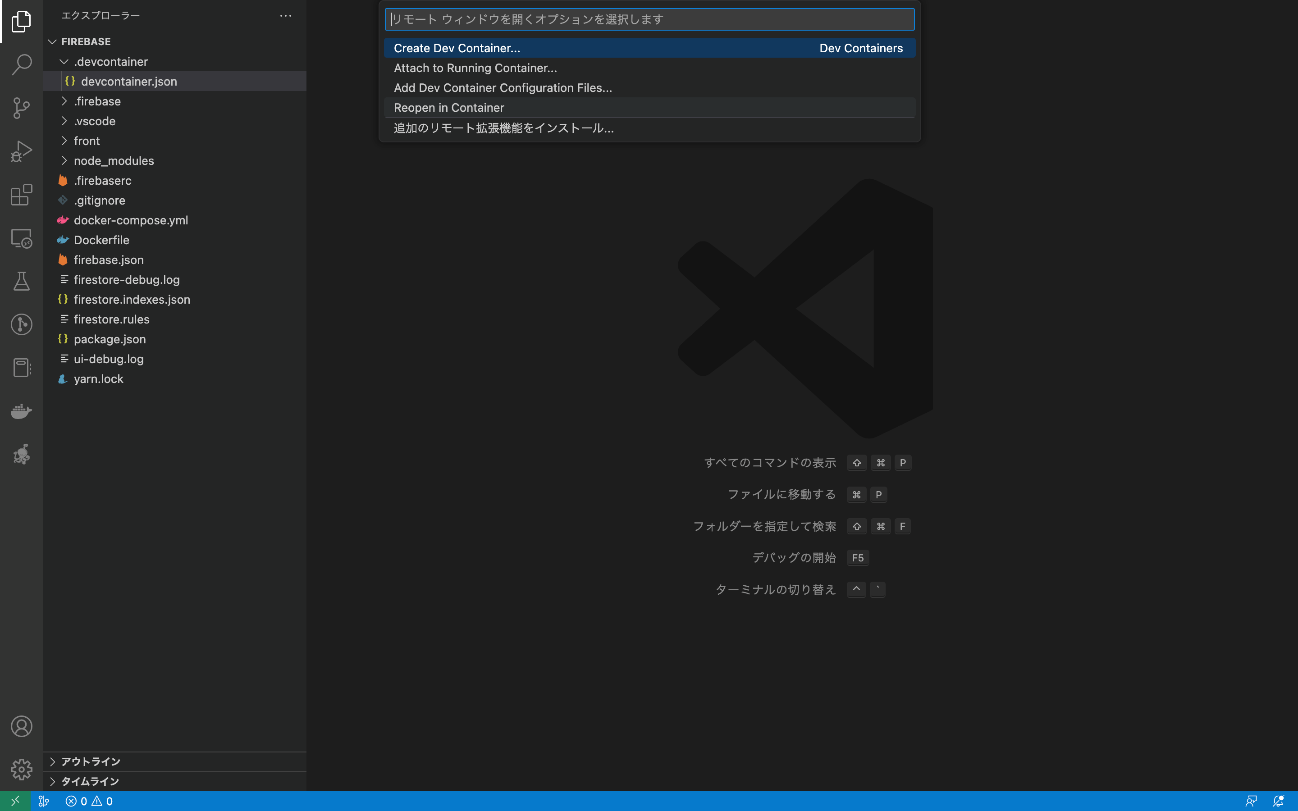 エクスプローラー
FIREBASE
.devcontainer
devcontainer.json
.firebase
.vscode
front
node_modules
.firebaserc
.gitignore
docker-compose.yml
Dockerfile
firebase.json
firestore-debug.log
firestore.indexes.json
firestore.rules
package.json
ui-debug.log
yarn.lock
アウトライン
タイムライン
リモート ウィンドウを開くオプションを選択します
Create Dev Container... Dev Containers
Attach to Running Container...
Add Dev Container Configuration Files...
Reopen in Container
追加のリモート拡張機能をインストール...
すべてのコマンドの表示 ⇧ ⌘ P
ファイルに移動する ⌘ P
フォルダーを指定して検索 ⇧ ⌘ F
デバッグの開始 F5
ターミナルの切り替え ^ `
0 0